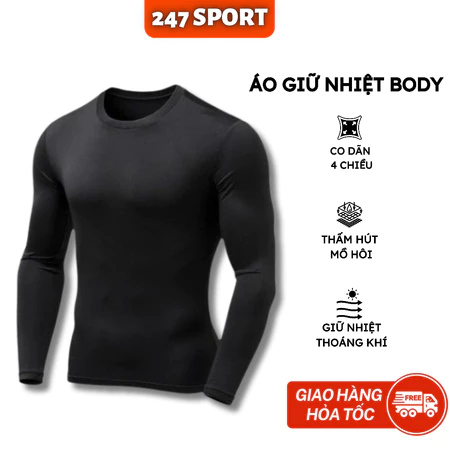 247 SPORT
ÁO GIỮ NHIỆT BODY
CO DÃN
4 CHIỀU
THẤM HÚT
MỒ HÔI
GIỮ NHIỆT
THOÁNG KHÍ
GIAO HÀNG
HỎA TỐC
FREE